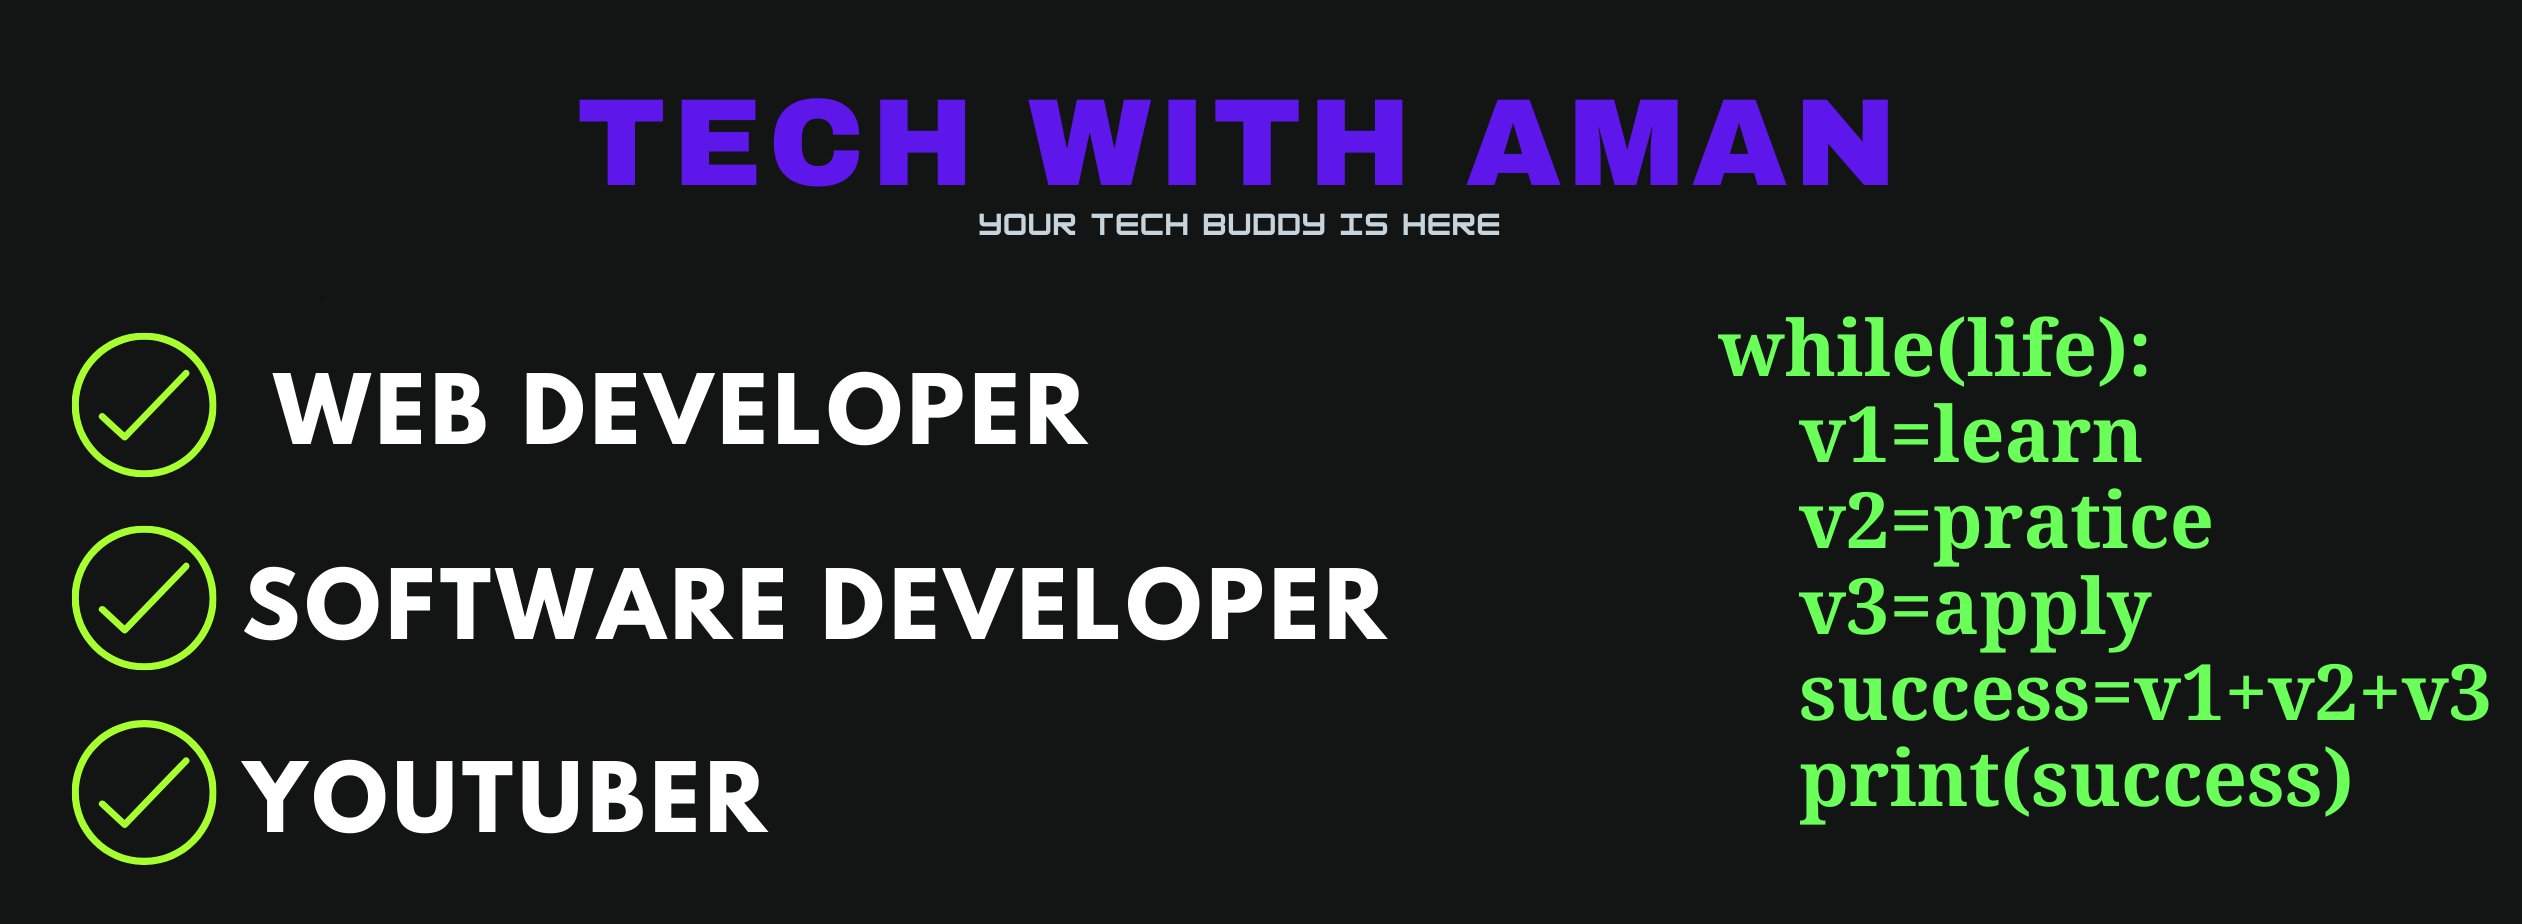 TECH WITH AMAN
YOUR TECH BUDDY IS HERE
WEB DEVELOPER
SOFTWARE DEVELOPER
YOUTUBER
while(life):
v1=learn
v2=pratice
v3=apply
success=v1+v2+v3
print(success)